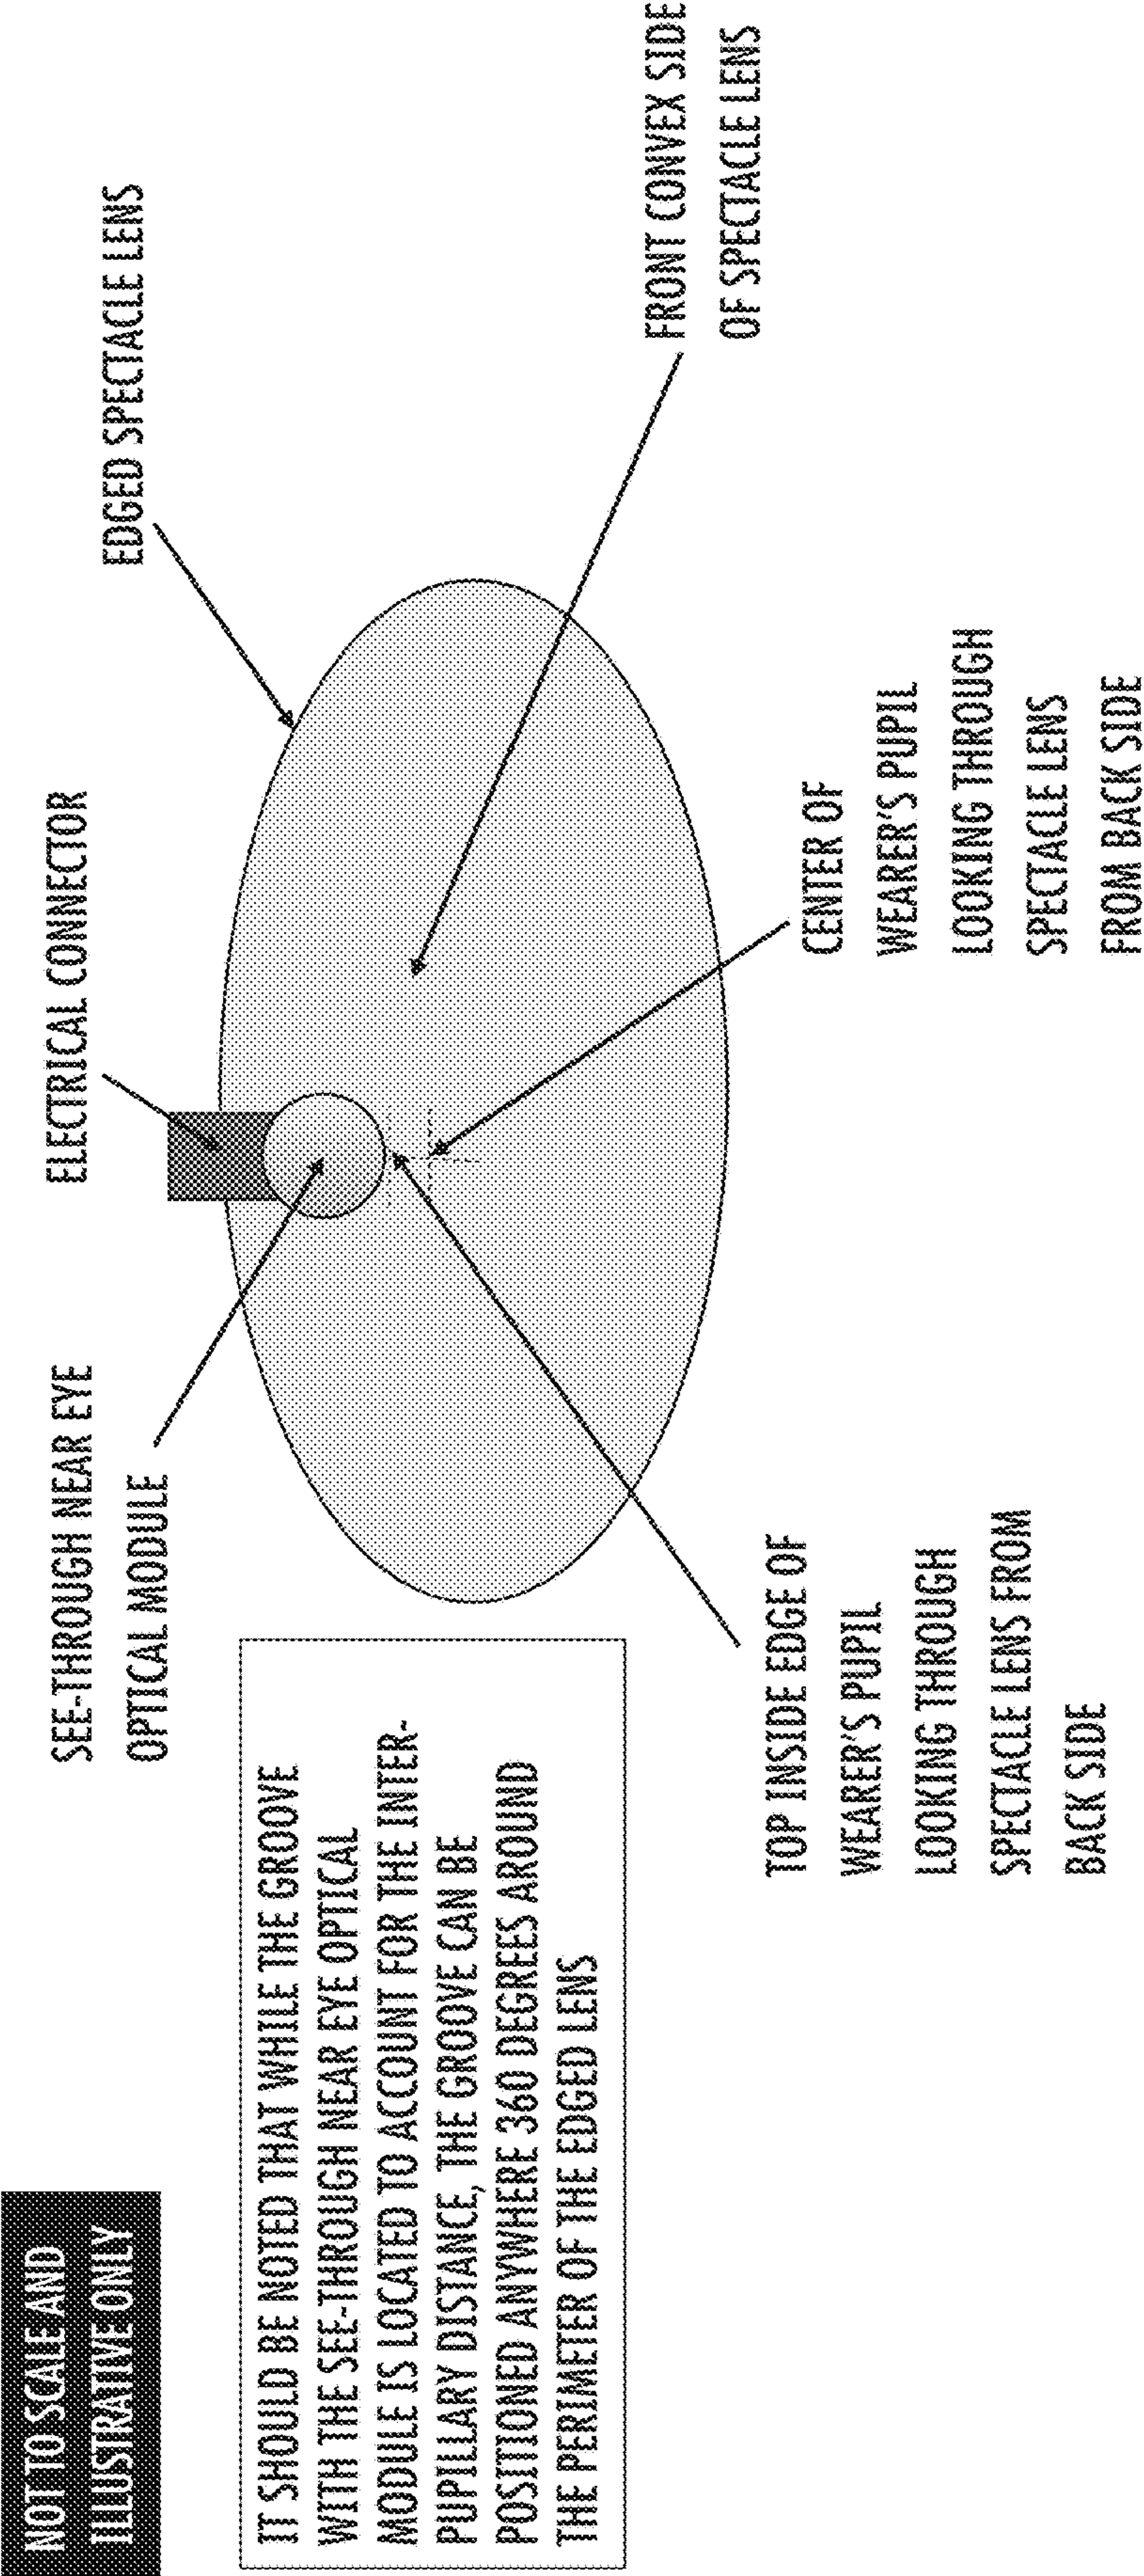 NOT TO SCALE AND
ILLUSTRATIVE ONLY
IT SHOULD BE NOTED THAT WHILE THE GROOVE
WITH THE SEE-THROUGH NEAR EYE OPTICAL
MODULE IS LOCATED TO ACCOUNT FOR THE INTER-
PUPILLARY DISTANCE, THE GROOVE CAN BE
POSITIONED ANYWHERE 360 DEGREES AROUND
THE PERIMETER OF THE EDGED LENS
SEE-THROUGH NEAR EYE
OPTICAL MODULE
ELECTRICAL CONNECTOR
EDGED SPECTACLE LENS
TOP INSIDE EDGE OF
WEARER'S PUPIL
LOOKING THROUGH
SPECTACLE LENS FROM
BACK SIDE
CENTER OF
WEARER'S PUPIL
LOOKING THROUGH
SPECTACLE LENS
FROM BACK SIDE
FRONT CONVEX SIDE
OF SPECTACLE LENS